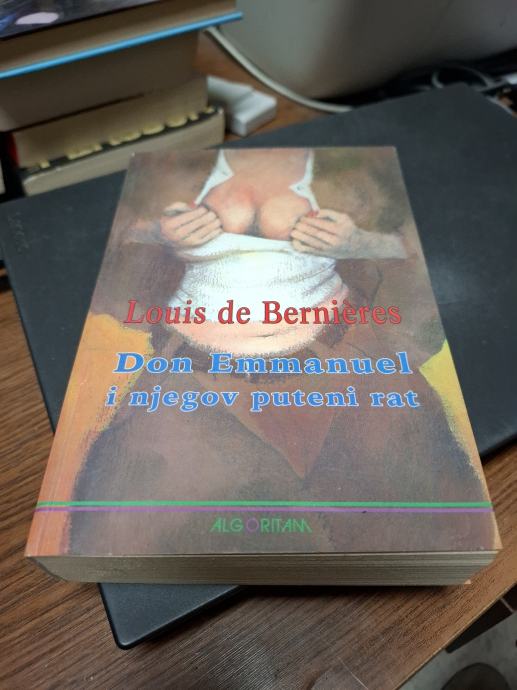 Louis de Bernières
Don Emmanuel
i njegov puteni rat
ALGORITAM